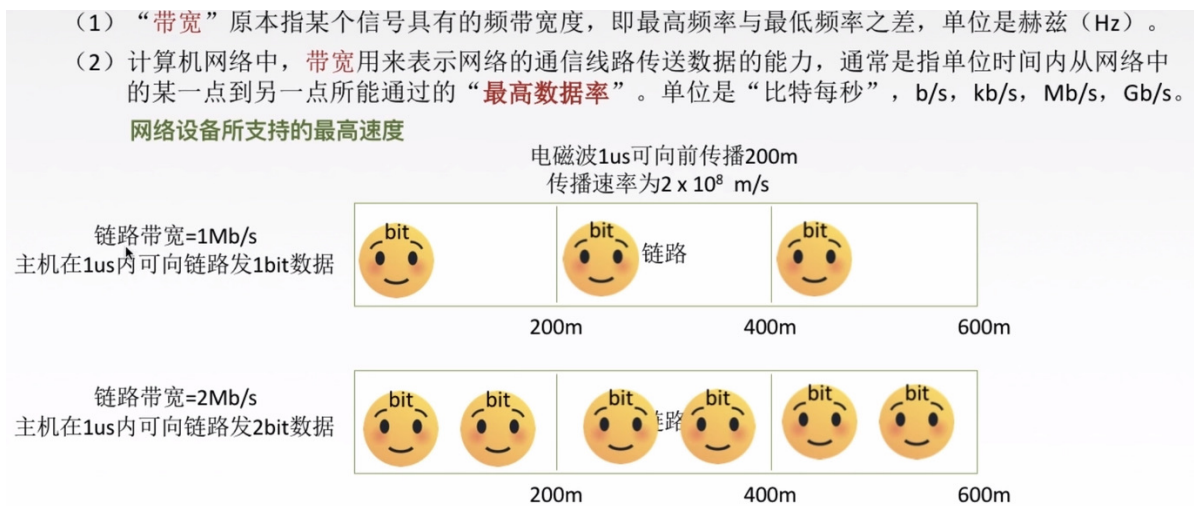 （1）“带宽”原本指某个信号具有的频带宽度，即最高频率与最低频率之差，单位是赫兹（Hz）。
（2）计算机网络中，带宽用来表示网络的通信线路传送数据的能力，通常是指单位时间内从网络中
的某一点到另一点所能通过的“最高数据率”。单位是“比特每秒”，b/s，kb/s，Mb/s，Gb/s。
网络设备所支持的最高速度
电磁波1us可向前传播200m
传播速率为2 x 10⁸ m/s
链路带宽=1Mb/s
主机在1us内可向链路发1bit数据
bit
bit
链路
bit
200m
400m
600m
链路带宽=2Mb/s
主机在1us内可向链路发2bit数据
bit
bit
bit
路
bit
bit
bit
200m
400m
600m